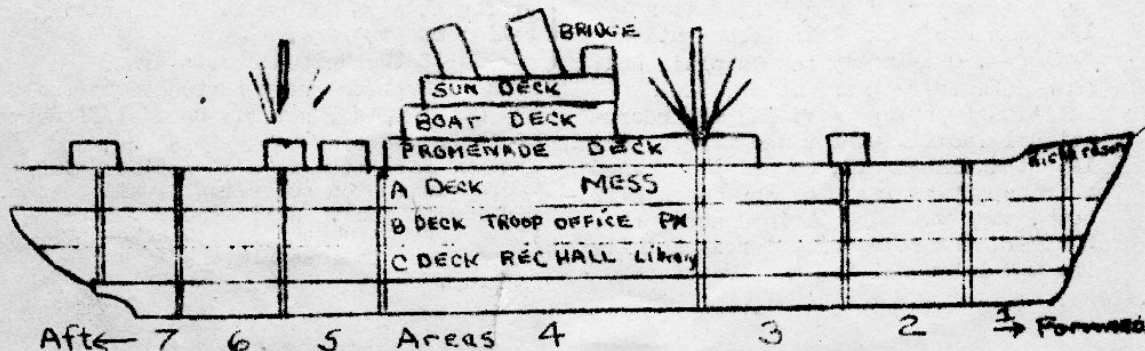 BRIDGE
SUN DECK
BOAT DECK
PROMENADE DECK
Richardson
A DECK MESS
B DECK TROOP OFFICE PX
C DECK REC HALL Library
Aft← 7 6 5 Areas 4 3 2 1 → Forward